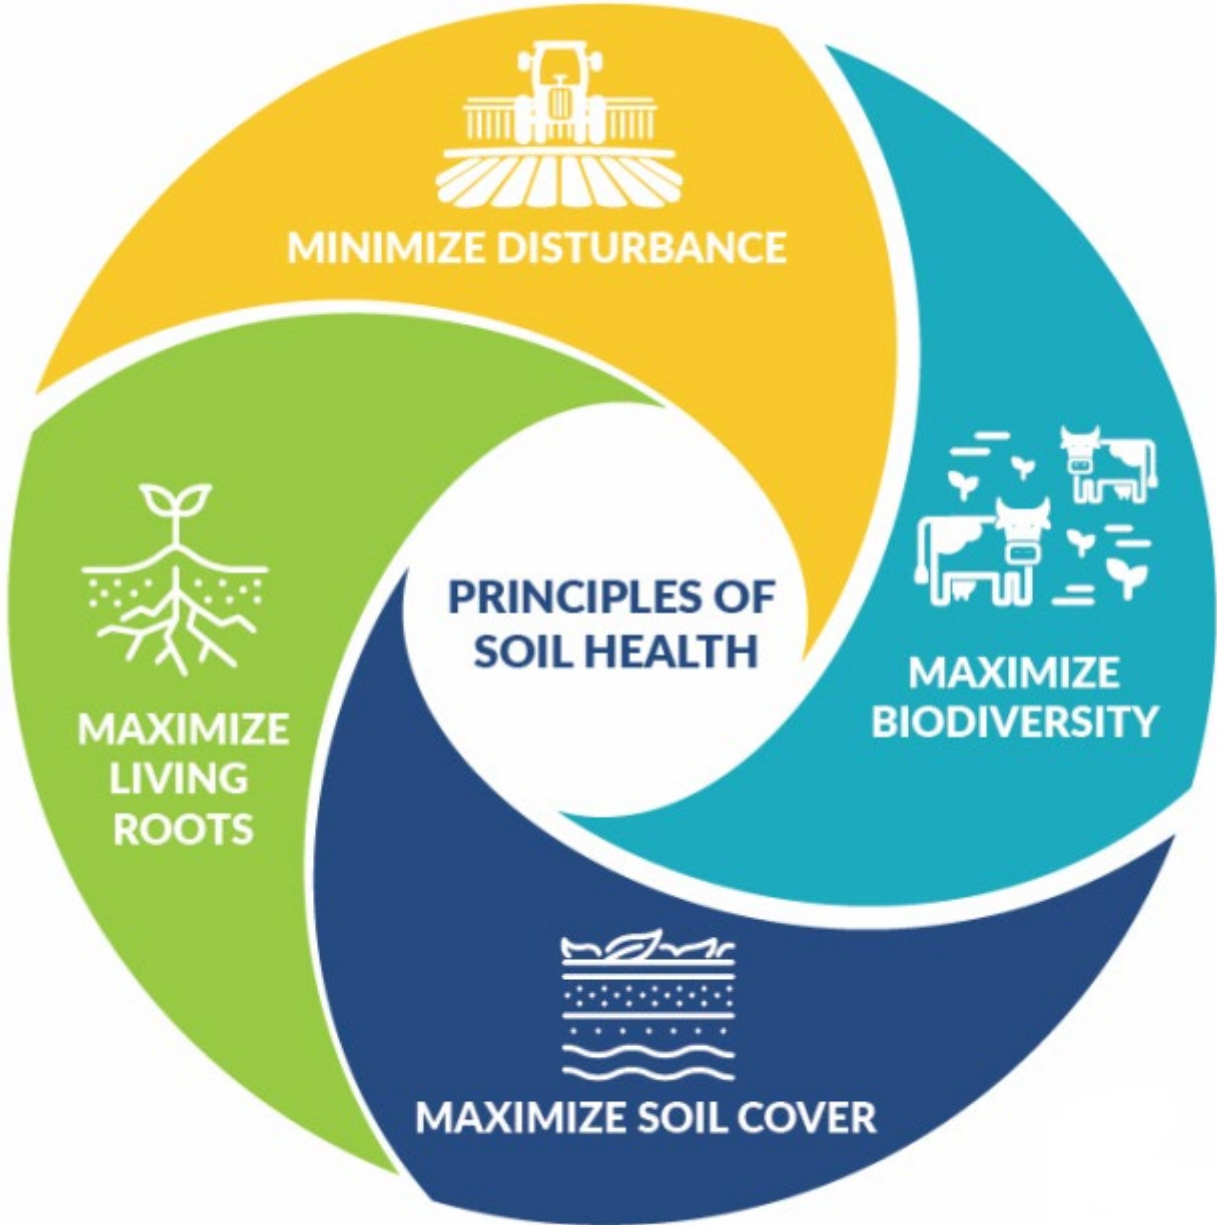 MINIMIZE DISTURBANCE
PRINCIPLES OF
SOIL HEALTH
MAXIMIZE
BIODIVERSITY
MAXIMIZE
LIVING
ROOTS
MAXIMIZE SOIL COVER